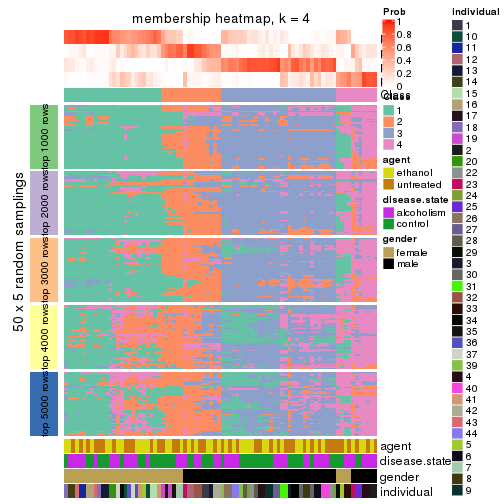 membership heatmap, k = 4
Prob
1
0.8
0.6
0.4
0.2
0
Class
1
2
3
4
agent
ethanol
untreated
disease.state
alcoholism
control
gender
female
male
individual
1
10
11
12
13
14
15
16
17
18
19
2
20
22
23
24
25
26
27
28
29
3
30
31
32
33
34
35
36
37
39
4
40
41
42
43
44
5
6
7
8
9
50 x 5 random samplings
top 1000 rows
top 2000 rows
top 3000 rows
top 4000 rows
top 5000 rows
agent
disease.state
gender
individual